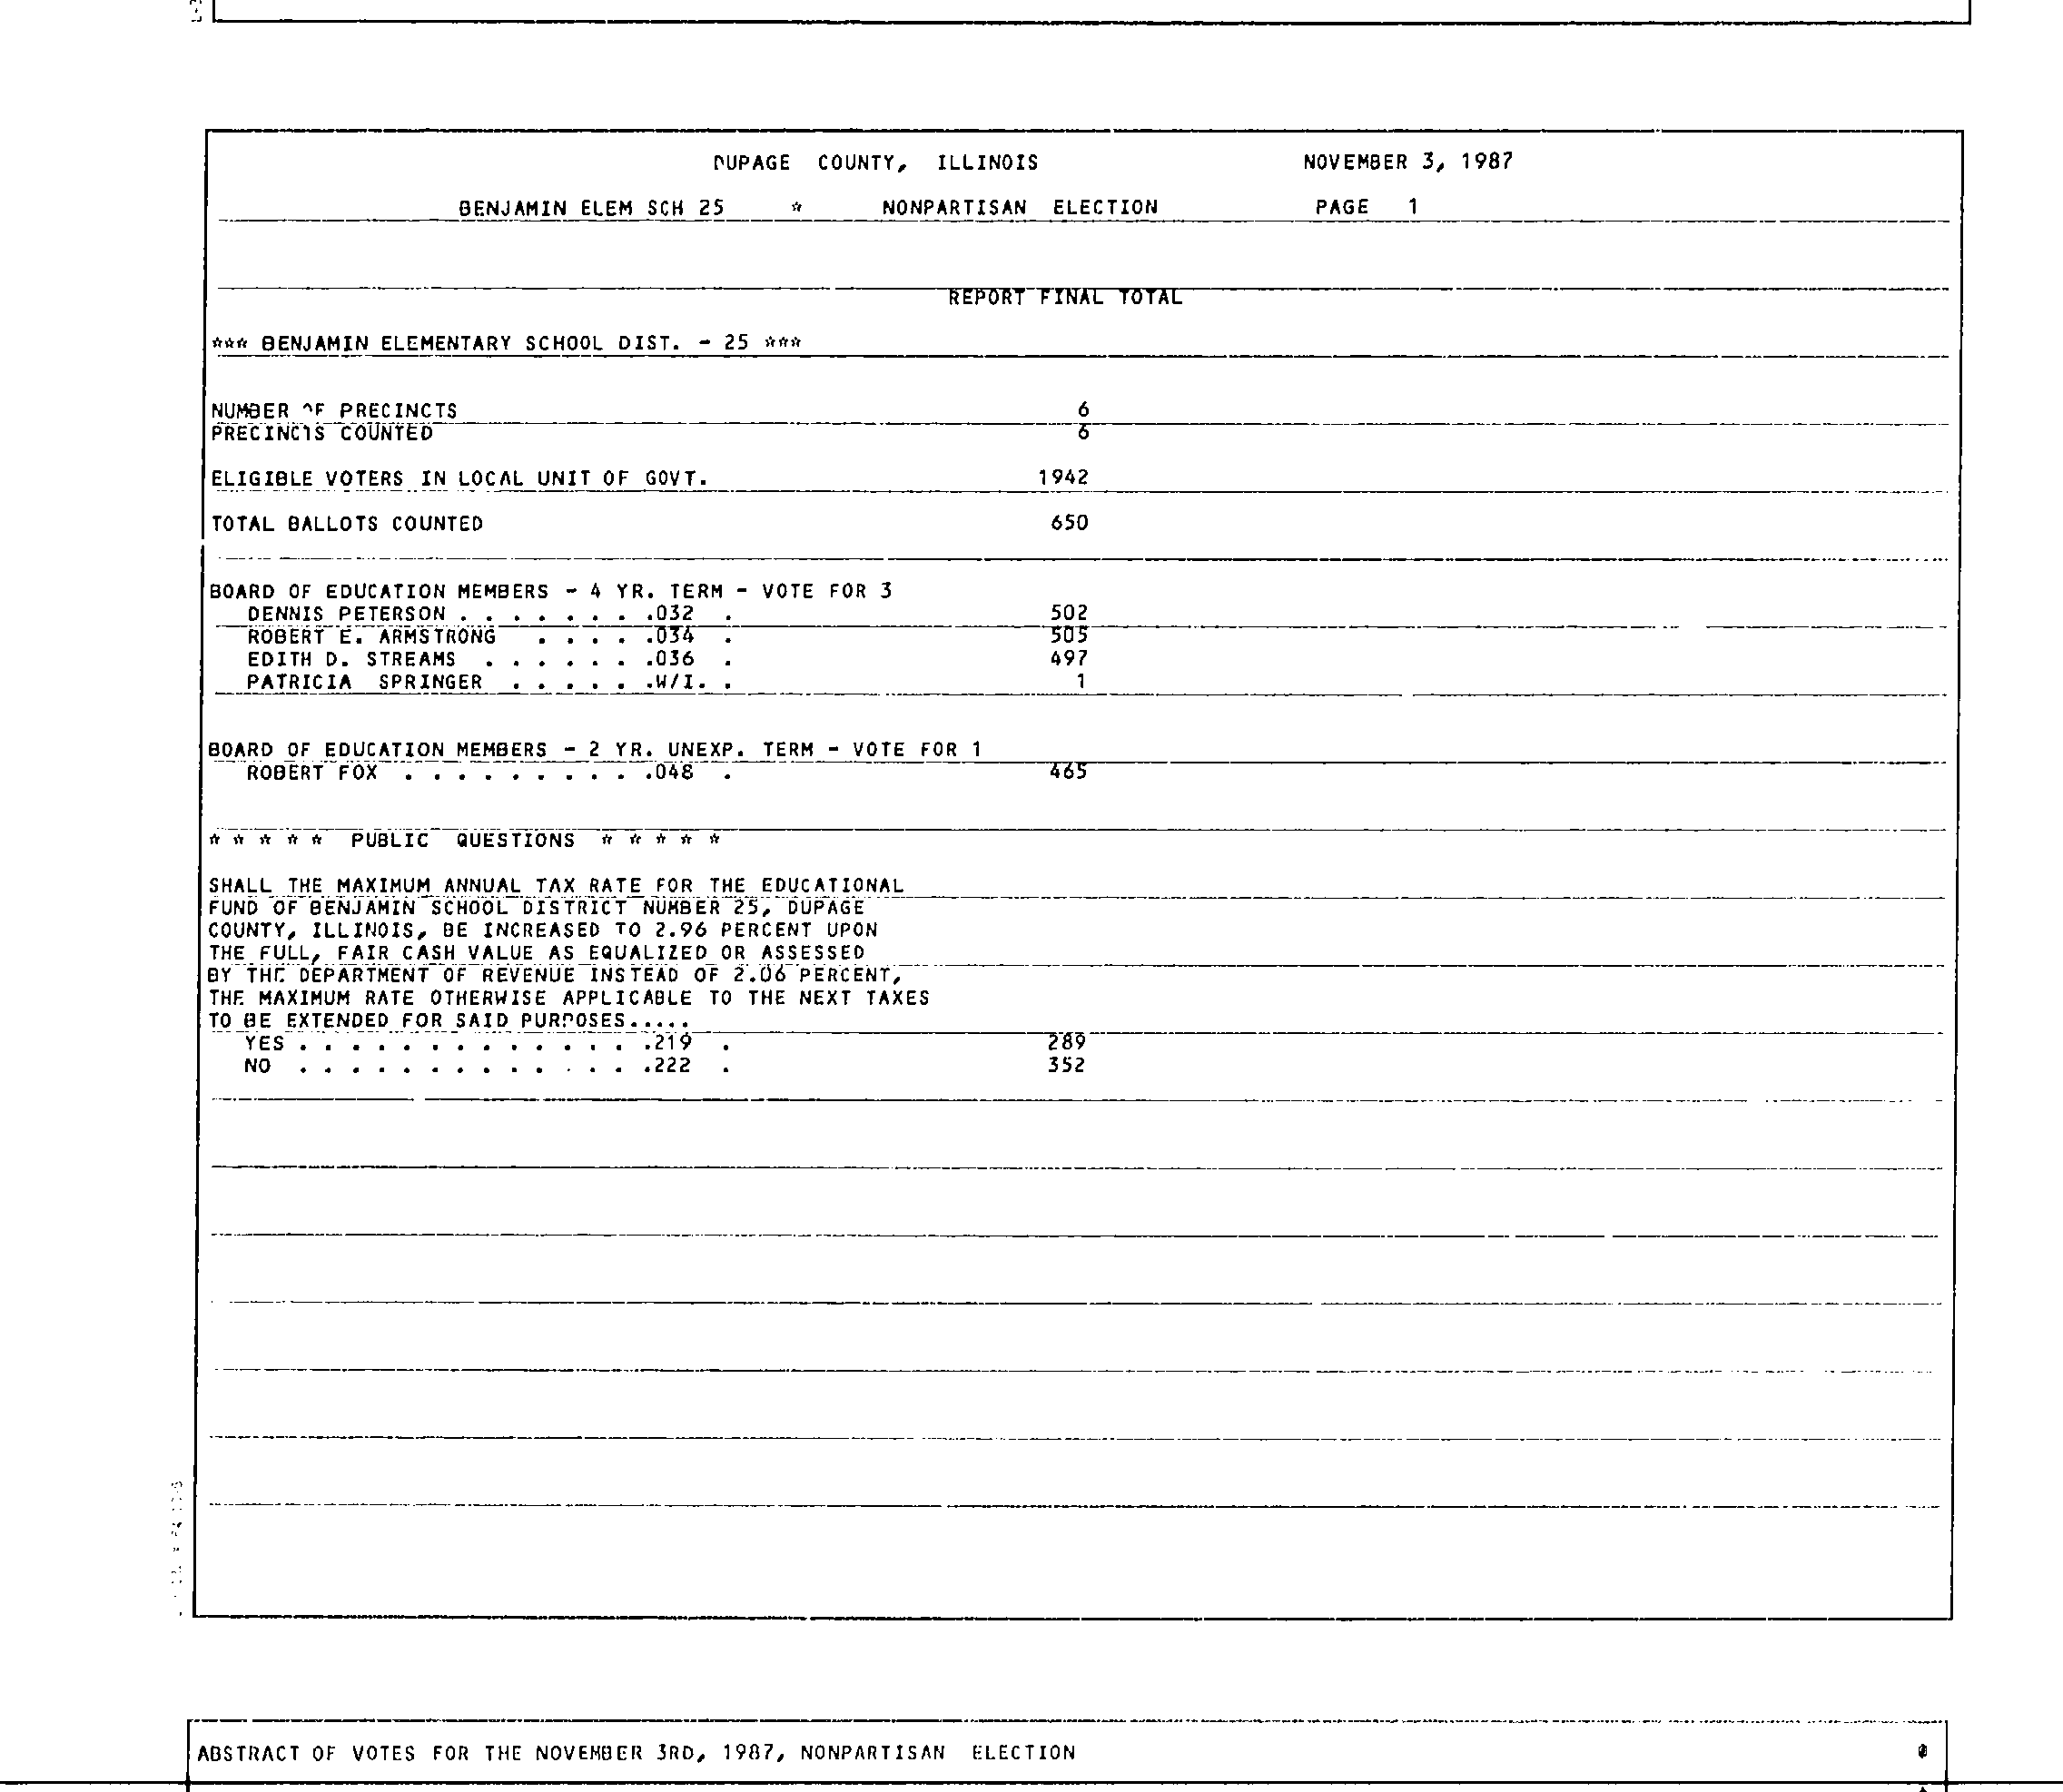 DUPAGE COUNTY, ILLINOIS NOVEMBER 3, 1987
BENJAMIN ELEM SCH 25 * NONPARTISAN ELECTION PAGE 1
REPORT FINAL TOTAL
*** BENJAMIN ELEMENTARY SCHOOL DIST. - 25 ***
NUMBER OF PRECINCTS 6
PRECINCTS COUNTED 6
ELIGIBLE VOTERS IN LOCAL UNIT OF GOVT. 1942
TOTAL BALLOTS COUNTED 650
BOARD OF EDUCATION MEMBERS - 4 YR. TERM - VOTE FOR 3
DENNIS PETERSON . . . . . . . .032 . 502
ROBERT E. ARMSTRONG . . . . .034 . 505
EDITH D. STREAMS . . . . . . .036 . 497
PATRICIA SPRINGER . . . . . .W/I. . 1
BOARD OF EDUCATION MEMBERS - 2 YR. UNEXP. TERM - VOTE FOR 1
ROBERT FOX . . . . . . . . . .048 . 465
* * * * * PUBLIC QUESTIONS * * * * *
SHALL THE MAXIMUM ANNUAL TAX RATE FOR THE EDUCATIONAL
FUND OF BENJAMIN SCHOOL DISTRICT NUMBER 25, DUPAGE
COUNTY, ILLINOIS, BE INCREASED TO 2.96 PERCENT UPON
THE FULL, FAIR CASH VALUE AS EQUALIZED OR ASSESSED
BY THE DEPARTMENT OF REVENUE INSTEAD OF 2.06 PERCENT,
THE MAXIMUM RATE OTHERWISE APPLICABLE TO THE NEXT TAXES
TO BE EXTENDED FOR SAID PURPOSES.....
YES . . . . . . . . . . . . . .219 . 289
NO . . . . . . . . . . . . . .222 . 352
ABSTRACT OF VOTES FOR THE NOVEMBER 3RD, 1987, NONPARTISAN ELECTION